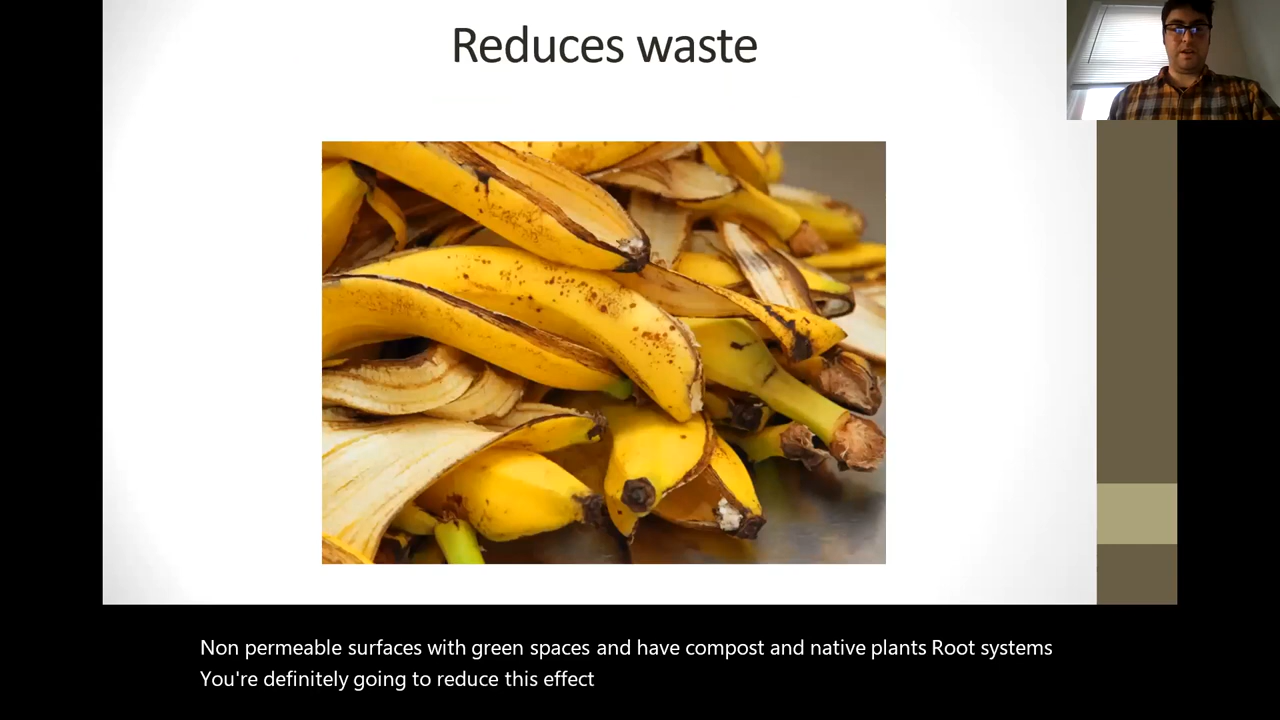 Reduces waste
Non permeable surfaces with green spaces and have compost and native plants Root systems
You're definitely going to reduce this effect